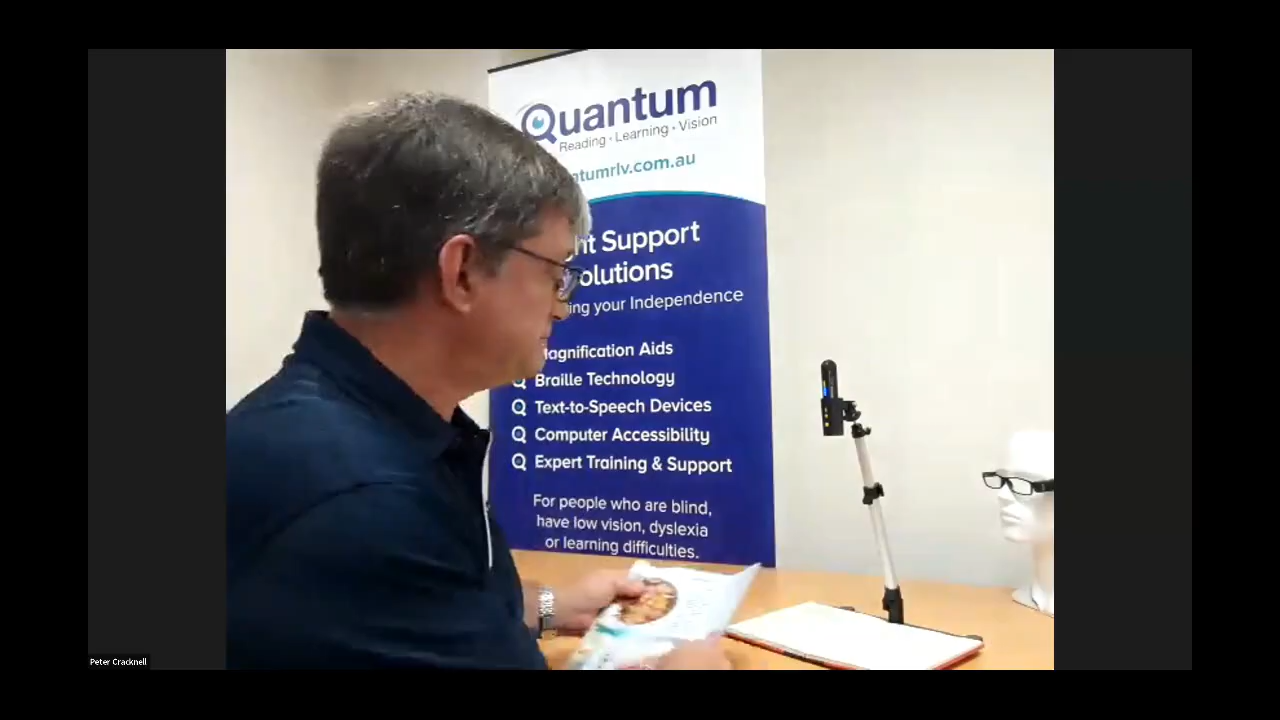 Quantum
Reading · Learning · Vision
ntumrlv.com.au
ht Support
olutions
ing your Independence
agnification Aids
Braille Technology
Text-to-Speech Devices
Computer Accessibility
Expert Training & Support
For people who are blind,
have low vision, dyslexia
or learning difficulties.
Peter Cracknell